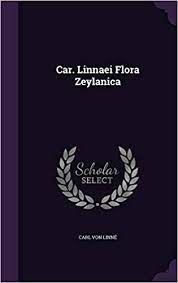 Car. Linnaei Flora
Zeylanica
Scholar
SELECT
CARL VON LINNÉ